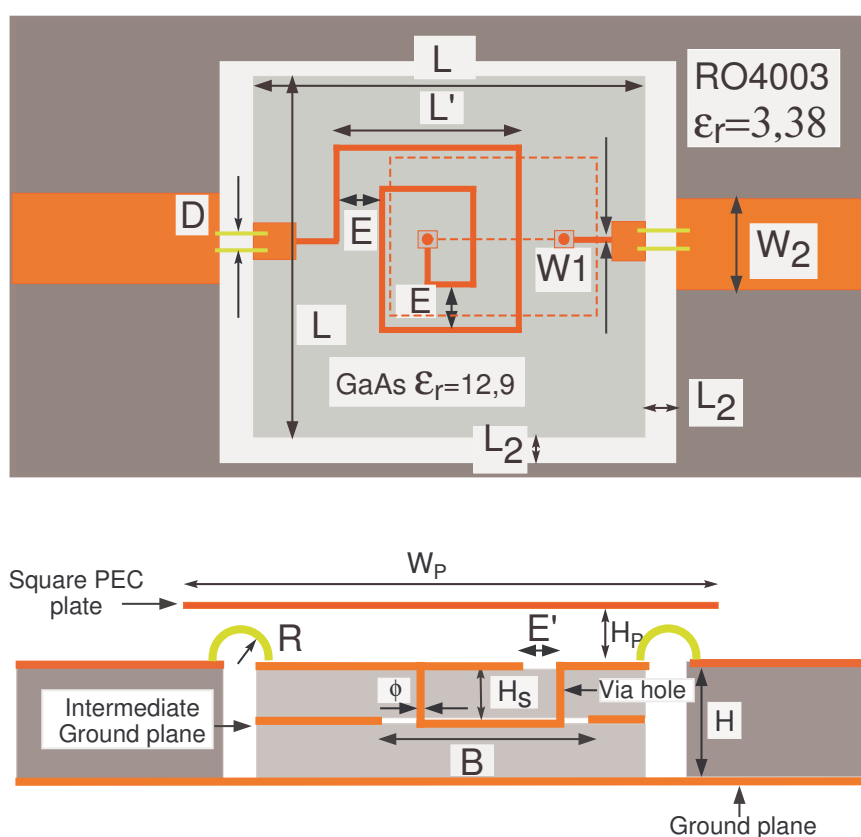 L
RO4003
εr=3,38
L'
D
E
W1
W2
E
L
GaAs εr=12,9
L2
L2
WP
Square PEC
plate
R
E'
HP
ϕ
HS
Via hole
H
Intermediate
Ground plane
B
Ground plane